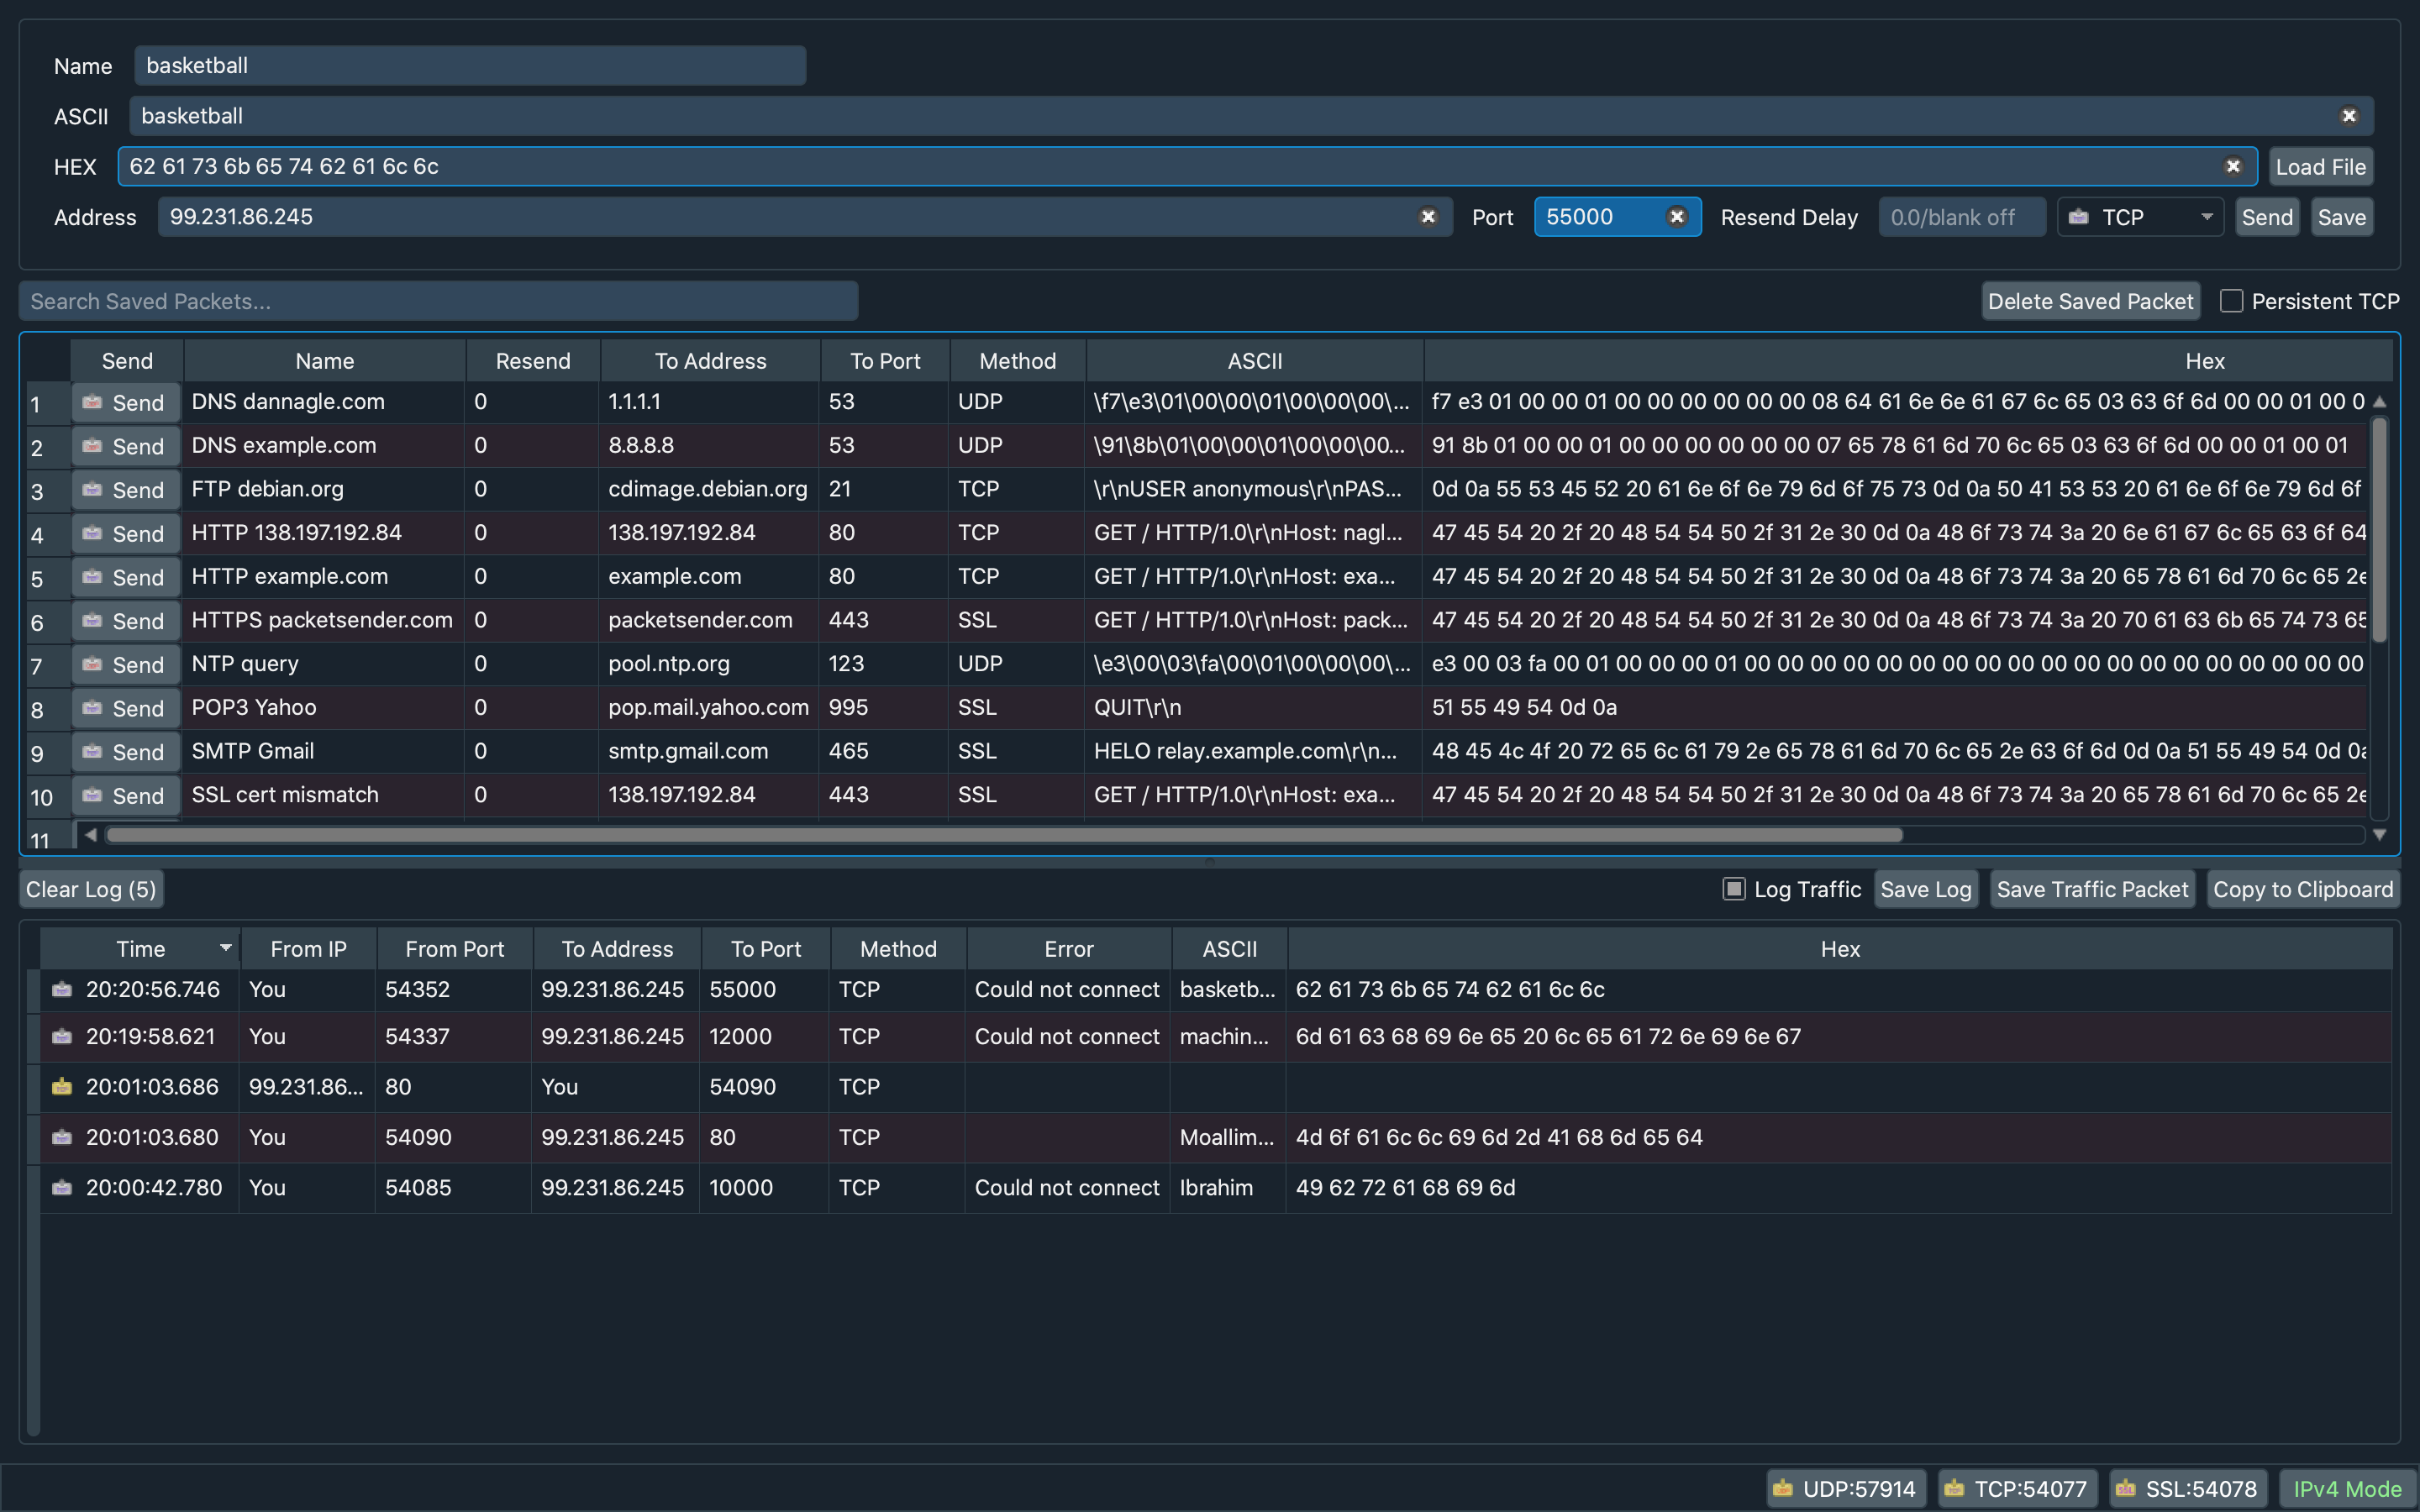 Name basketball
ASCII basketball
HEX 62 61 73 6b 65 74 62 61 6c 6c Load File
Address 99.231.86.245 Port 55000 Resend Delay 0.0/blank off TCP Send Save
Search Saved Packets... Delete Saved Packet Persistent TCP
Send Name Resend To Address To Port Method ASCII Hex
1 Send DNS dannagle.com 0 1.1.1.1 53 UDP \f7\e3\01\00\00\01\00\00\00\... f7 e3 01 00 00 01 00 00 00 00 00 00 08 64 61 6e 6e 61 67 6c 65 03 63 6f 6d 00 00 01 00 0
2 Send DNS example.com 0 8.8.8.8 53 UDP \91\8b\01\00\00\01\00\00\00... 91 8b 01 00 00 01 00 00 00 00 00 00 07 65 78 61 6d 70 6c 65 03 63 6f 6d 00 00 01 00 01
3 Send FTP debian.org 0 cdimage.debian.org 21 TCP \r\nUSER anonymous\r\nPAS... 0d 0a 55 53 45 52 20 61 6e 6f 6e 79 6d 6f 75 73 0d 0a 50 41 53 53 20 61 6e 6f 6e 79 6d 6f
4 Send HTTP 138.197.192.84 0 138.197.192.84 80 TCP GET / HTTP/1.0\r\nHost: nagl... 47 45 54 20 2f 20 48 54 54 50 2f 31 2e 30 0d 0a 48 6f 73 74 3a 20 6e 61 67 6c 65 63 6f 64
5 Send HTTP example.com 0 example.com 80 TCP GET / HTTP/1.0\r\nHost: exa... 47 45 54 20 2f 20 48 54 54 50 2f 31 2e 30 0d 0a 48 6f 73 74 3a 20 65 78 61 6d 70 6c 65 2e
6 Send HTTPS packetsender.com 0 packetsender.com 443 SSL GET / HTTP/1.0\r\nHost: pack... 47 45 54 20 2f 20 48 54 54 50 2f 31 2e 30 0d 0a 48 6f 73 74 3a 20 70 61 63 6b 65 74 73 65
7 Send NTP query 0 pool.ntp.org 123 UDP \e3\00\03\fa\00\01\00\00\00\... e3 00 03 fa 00 01 00 00 00 01 00 00 00 00 00 00 00 00 00 00 00 00 00 00 00 00 00 00 00
8 Send POP3 Yahoo 0 pop.mail.yahoo.com 995 SSL QUIT\r\n 51 55 49 54 0d 0a
9 Send SMTP Gmail 0 smtp.gmail.com 465 SSL HELO relay.example.com\r\n... 48 45 4c 4f 20 72 65 6c 61 79 2e 65 78 61 6d 70 6c 65 2e 63 6f 6d 0d 0a 51 55 49 54 0d 0a
10 Send SSL cert mismatch 0 138.197.192.84 443 SSL GET / HTTP/1.0\r\nHost: exa... 47 45 54 20 2f 20 48 54 54 50 2f 31 2e 30 0d 0a 48 6f 73 74 3a 20 65 78 61 6d 70 6c 65 2e
11
Clear Log (5) Log Traffic Save Log Save Traffic Packet Copy to Clipboard
Time From IP From Port To Address To Port Method Error ASCII Hex
20:20:56.746 You 54352 99.231.86.245 55000 TCP Could not connect basketb... 62 61 73 6b 65 74 62 61 6c 6c
20:19:58.621 You 54337 99.231.86.245 12000 TCP Could not connect machin... 6d 61 63 68 69 6e 65 20 6c 65 61 72 6e 69 6e 67
20:01:03.686 99.231.86... 80 You 54090 TCP
20:01:03.680 You 54090 99.231.86.245 80 TCP Moallim... 4d 6f 61 6c 6c 69 6d 2d 41 68 6d 65 64
20:00:42.780 You 54085 99.231.86.245 10000 TCP Could not connect Ibrahim 49 62 72 61 68 69 6d
UDP:57914 TCP:54077 SSL:54078 IPv4 Mode